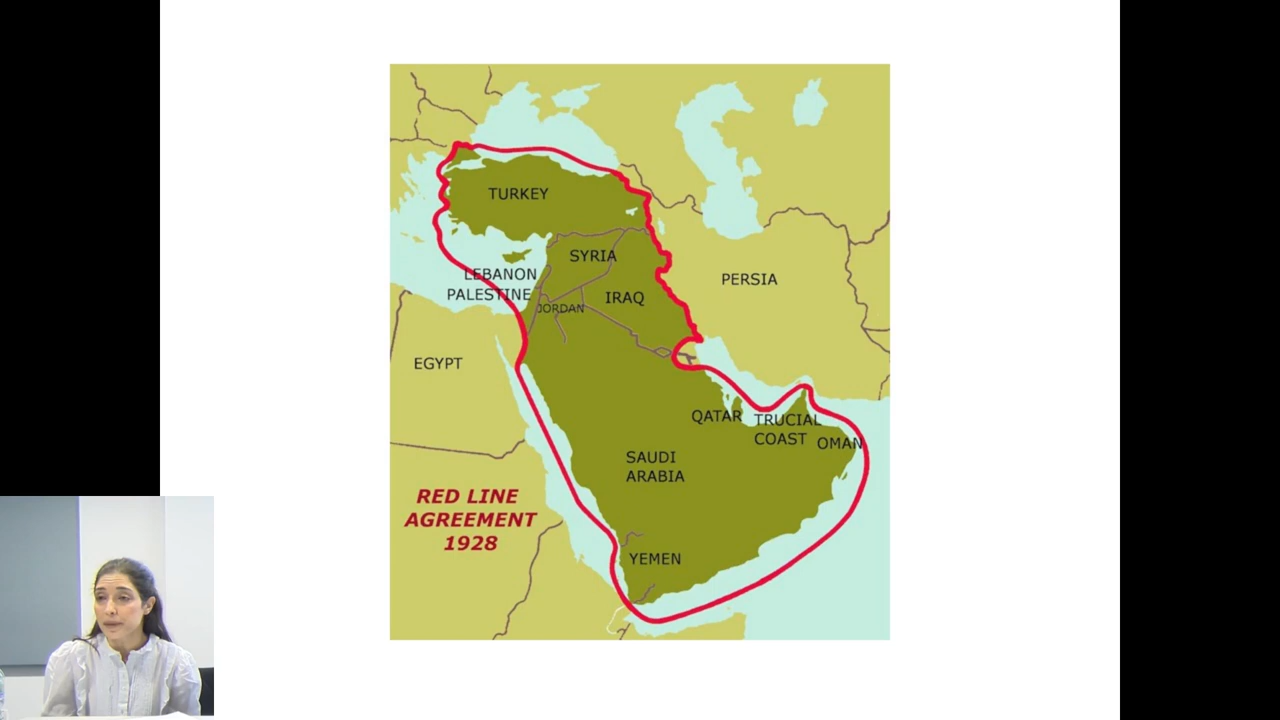 TURKEY
SYRIA
LEBANON
PERSIA
PALESTINE
IRAQ
JORDAN
EGYPT
QATAR
TRUCIAL
COAST
OMAN
SAUDI
ARABIA
RED LINE
AGREEMENT
1928
YEMEN